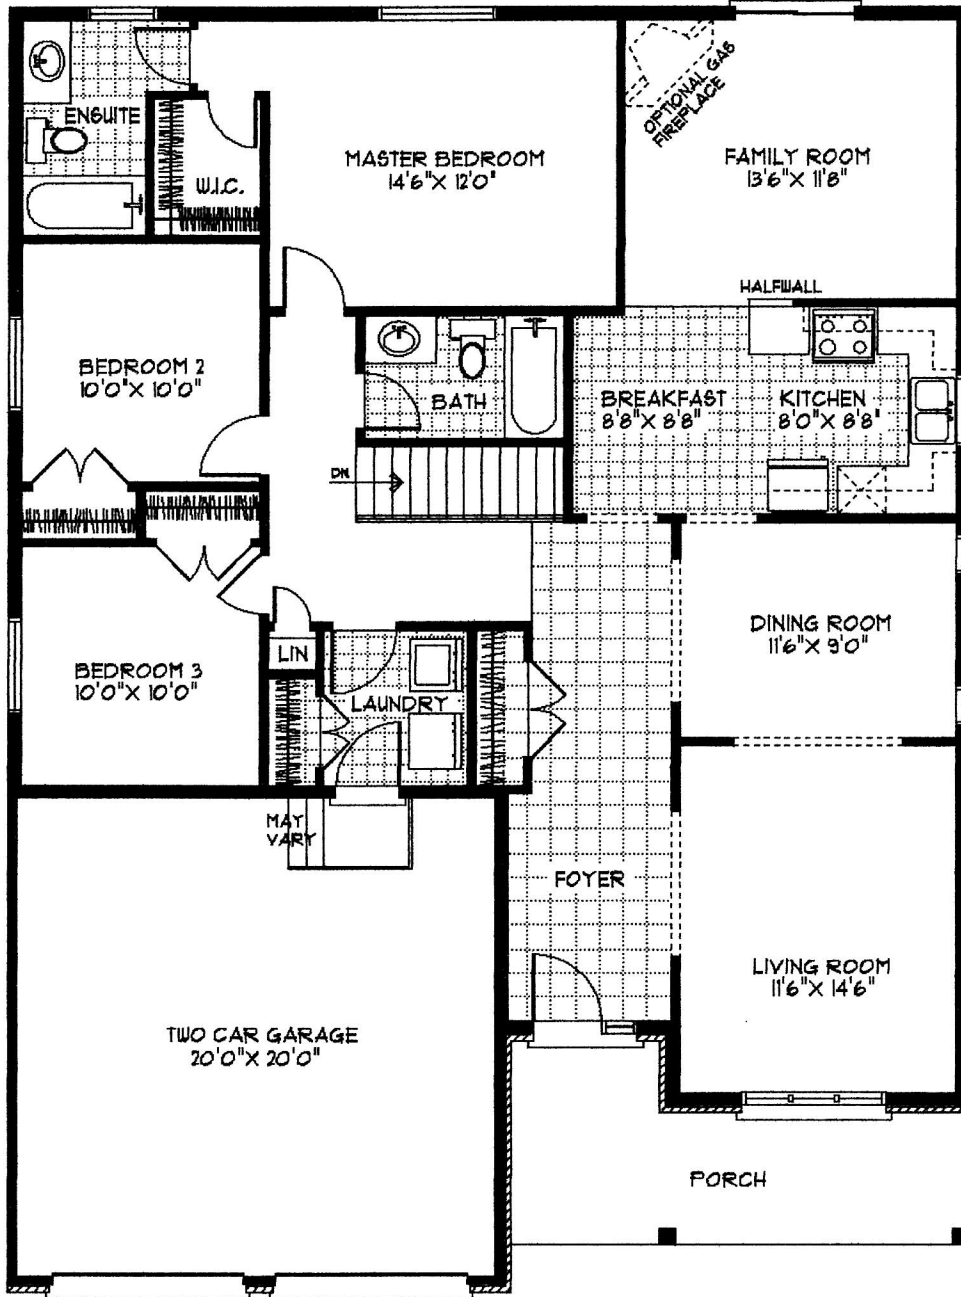 OPTIONAL GAS
FIREPLACE
ENSUITE
W.I.C.
MASTER BEDROOM
14'6"X 12'0"
FAMILY ROOM
13'6"X 11'8"
HALFWALL
BEDROOM 2
10'0"X 10'0"
BATH
BREAKFAST
8'8"X 8'8"
KITCHEN
8'0"X 8'8"
DN
DINING ROOM
11'6"X 9'0"
LIN
BEDROOM 3
10'0"X 10'0"
LAUNDRY
MAY
VARY
FOYER
LIVING ROOM
11'6"X 14'6"
TWO CAR GARAGE
20'0"X 20'0"
PORCH